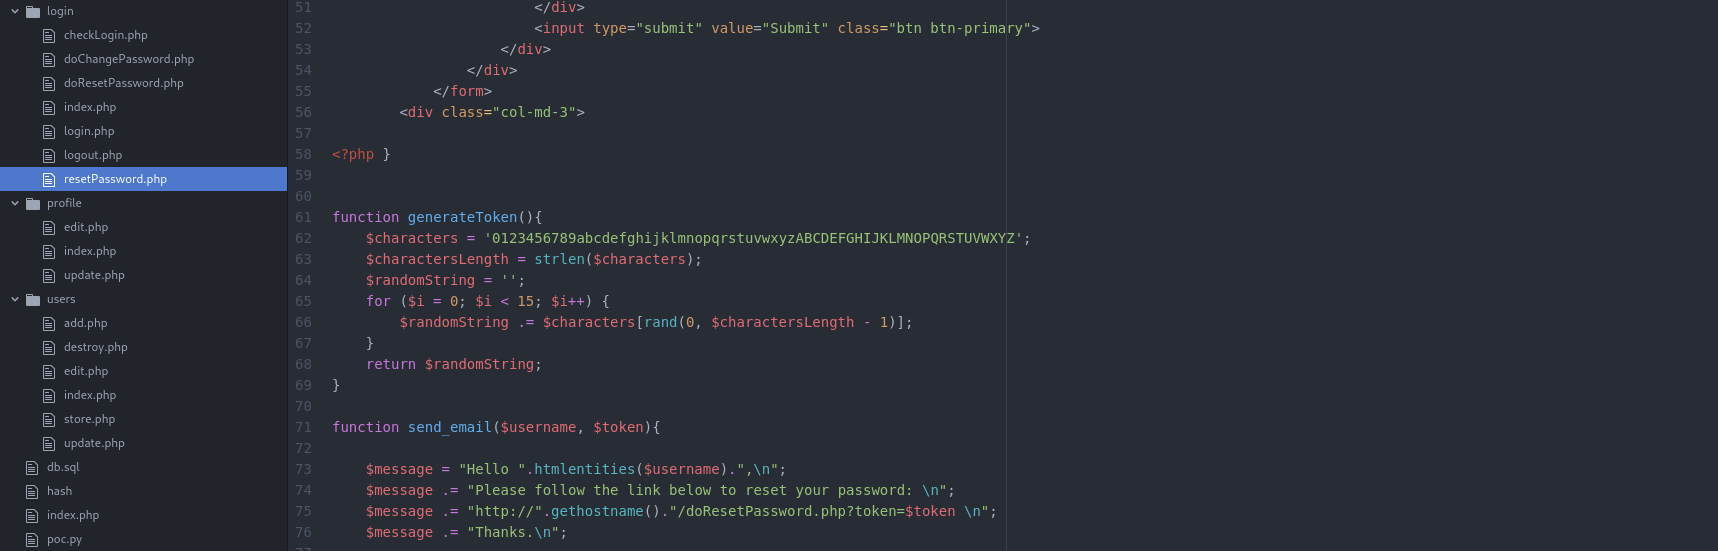 login
checkLogin.php
doChangePassword.php
doResetPassword.php
index.php
login.php
logout.php
resetPassword.php
profile
edit.php
index.php
update.php
users
add.php
destroy.php
edit.php
index.php
store.php
update.php
db.sql
hash
index.php
poc.py
51 </div>
52 <input type="submit" value="Submit" class="btn btn-primary">
53 </div>
54 </div>
55 </form>
56 <div class="col-md-3">
57
58 <?php }
59
60
61 function generateToken(){
62 $characters = '0123456789abcdefghijklmnopqrstuvwxyzABCDEFGHIJKLMNOPQRSTUVWXYZ';
63 $charactersLength = strlen($characters);
64 $randomString = '';
65 for ($i = 0; $i < 15; $i++) {
66 $randomString .= $characters[rand(0, $charactersLength - 1)];
67 }
68 return $randomString;
69 }
70
71 function send_email($username, $token){
72
73 $message = "Hello ".htmlentities($username).",\n";
74 $message .= "Please follow the link below to reset your password: \n";
75 $message .= "http://".gethostname()."/doResetPassword.php?token=$token \n";
76 $message .= "Thanks.\n";